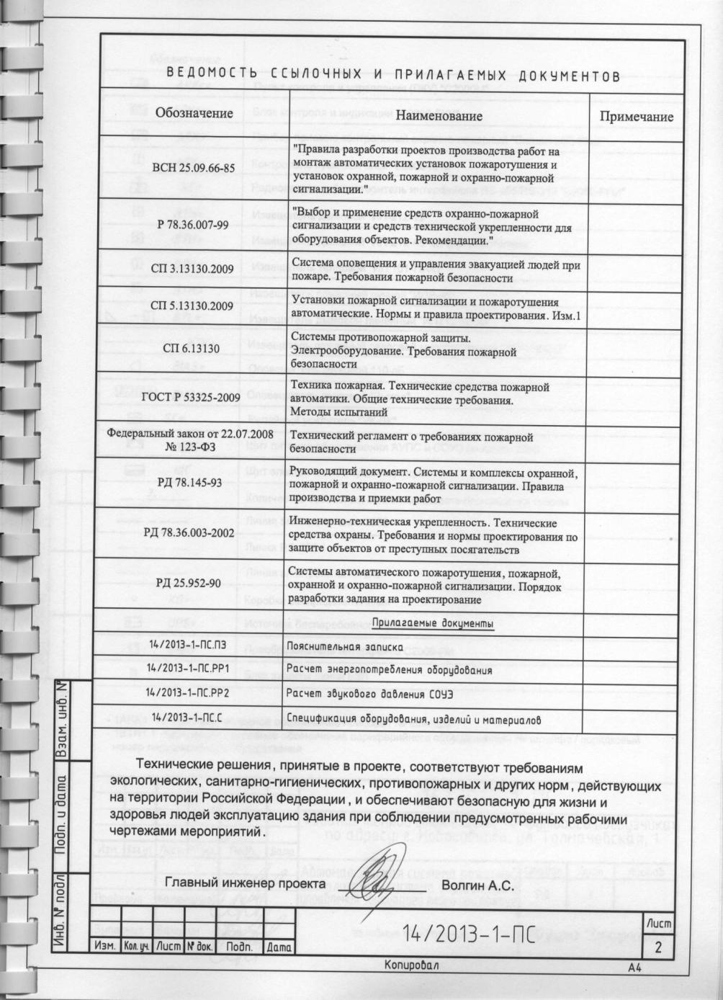 ВЕДОМОСТЬ ССЫЛОЧНЫХ И ПРИЛАГАЕМЫХ ДОКУМЕНТОВ
Обозначение Наименование Примечание
"Правила разработки проектов производства работ на
ВСН 25.09.66-85 монтаж автоматических установок пожаротушения и
установок охранной, пожарной и охранно-пожарной
сигнализации."
"Выбор и применение средств охранно-пожарной
Р 78.36.007-99 сигнализации и средств технической укрепленности для
оборудования объектов. Рекомендации."
СП 3.13130.2009 Система оповещения и управления эвакуацией людей при
пожаре. Требования пожарной безопасности
СП 5.13130.2009 Установки пожарной сигнализации и пожаротушения
автоматические. Нормы и правила проектирования. Изм.1
Системы противопожарной защиты.
СП 6.13130 Электрооборудование. Требования пожарной
безопасности
Техника пожарная. Технические средства пожарной
ГОСТ Р 53325-2009 автоматики. Общие технические требования.
Методы испытаний
Федеральный закон от 22.07.2008 Технический регламент о требованиях пожарной
№ 123-ФЗ безопасности
Руководящий документ. Системы и комплексы охранной,
РД 78.145-93 пожарной и охранно-пожарной сигнализации. Правила
производства и приемки работ
Инженерно-техническая укрепленность. Технические
РД 78.36.003-2002 средства охраны. Требования и нормы проектирования по
защите объектов от преступных посягательств
Системы автоматического пожаротушения, пожарной,
РД 25.952-90 охранной и охранно-пожарной сигнализации. Порядок
разработки задания на проектирование
Прилагаемые документы
14/2013-1-ПС.ПЗ Пояснительная записка
14/2013-1-ПС.РР1 Расчет энергопотребления оборудования
14/2013-1-ПС.РР2 Расчет звукового давления СОУЭ
14/2013-1-ПС.С Спецификация оборудования, изделий и материалов
Технические решения, принятые в проекте, соответствуют требованиям
экологических, санитарно-гигиенических, противопожарных и других норм, действующих
на территории Российской Федерации, и обеспечивают безопасную для жизни и
здоровья людей эксплуатацию здания при соблюдении предусмотренных рабочими
чертежами мероприятий.
Главный инженер проекта Волгин А.С.
Взам. инв. №
Подп. и дата
Инв. № подл
Изм. Кол. уч. Лист № док. Подп. Дата
14/2013-1-ПС
Лист
2
Копировал А4